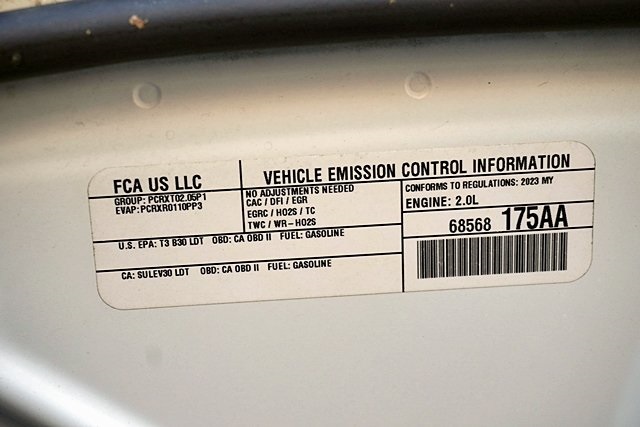 FCA US LLC
GROUP: PCRXT02.05P1
EVAP: PCRXR0110PP3
VEHICLE EMISSION CONTROL INFORMATION
NO ADJUSTMENTS NEEDED
CAC / DFI / EGR
EGRC / HO2S / TC
TWC / WR-HO2S
CONFORMS TO REGULATIONS: 2023 MY
ENGINE: 2.0L
68568 175AA
U.S. EPA: T3 B30 LDT OBD: CA OBD II FUEL: GASOLINE
CA: SULEV30 LDT OBD: CA OBD II FUEL: GASOLINE